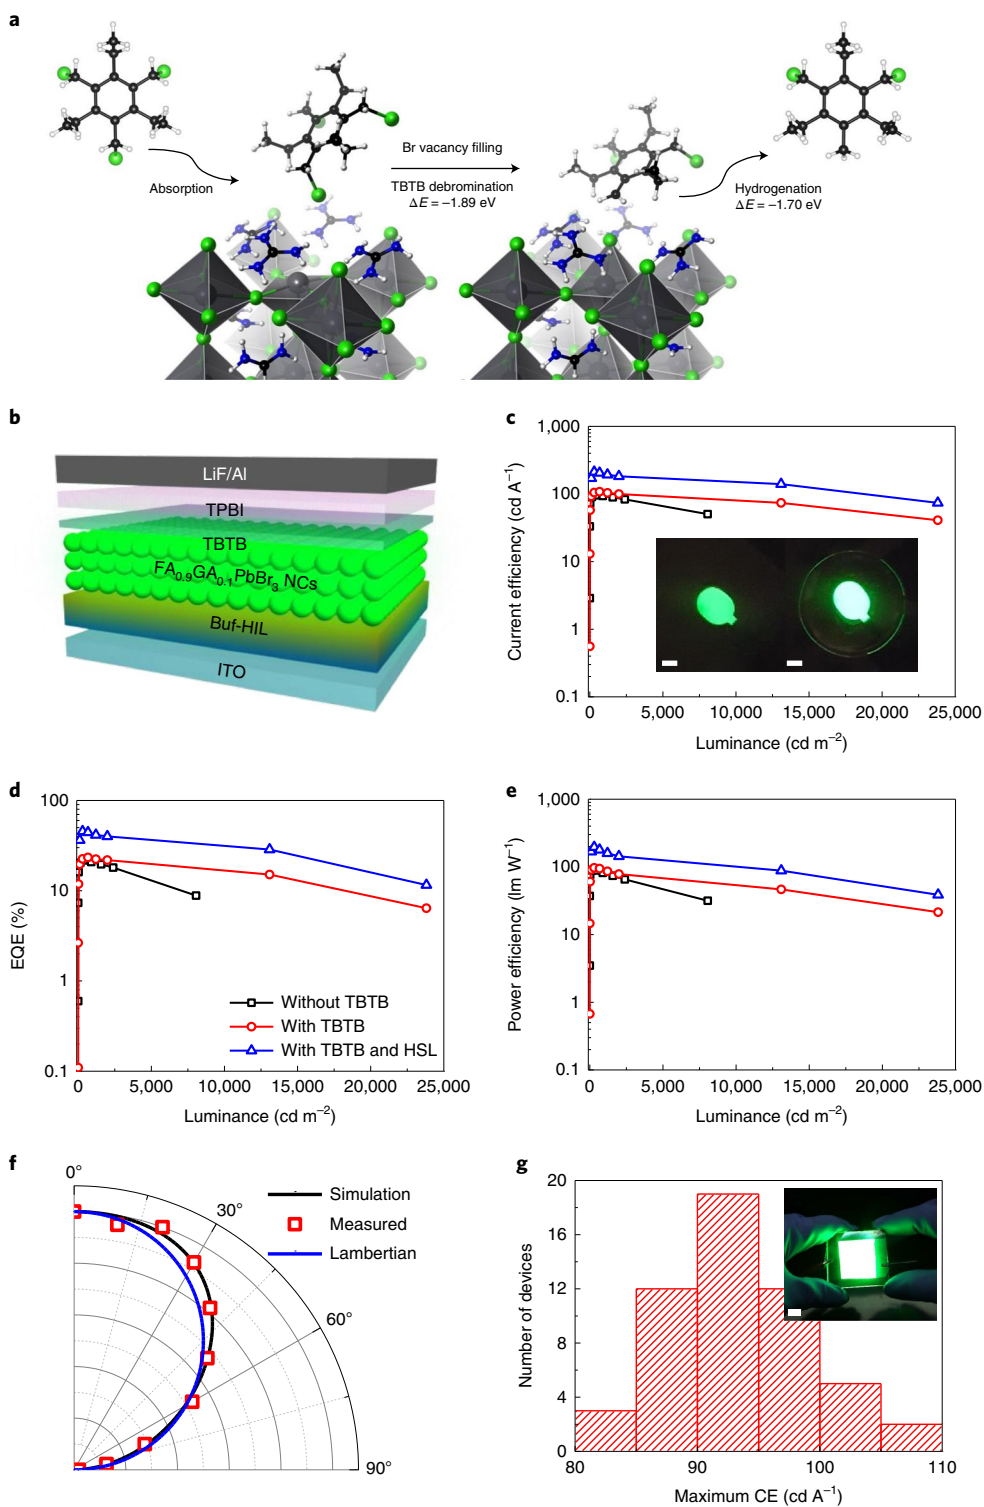 a
Absorption
Br vacancy filling
TBTB debromination
ΔE = −1.89 eV
Hydrogenation
ΔE = −1.70 eV
b
LiF/Al
TPBI
TBTB
FA0.9GA0.1PbBr3 NCs
Buf-HIL
ITO
c
Current efficiency (cd A−1)
1,000
100
10
1
0.1
0
5,000
10,000
15,000
20,000
25,000
Luminance (cd m−2)
d
EQE (%)
100
10
1
0.1
Without TBTB
With TBTB
With TBTB and HSL
0
5,000
10,000
15,000
20,000
25,000
Luminance (cd m−2)
e
Power efficiency (lm W−1)
1,000
100
10
1
0.1
0
5,000
10,000
15,000
20,000
25,000
Luminance (cd m−2)
f
0°
30°
60°
90°
Simulation
Measured
Lambertian
g
Number of devices
20
16
12
8
4
0
80
90
100
110
Maximum CE (cd A−1)